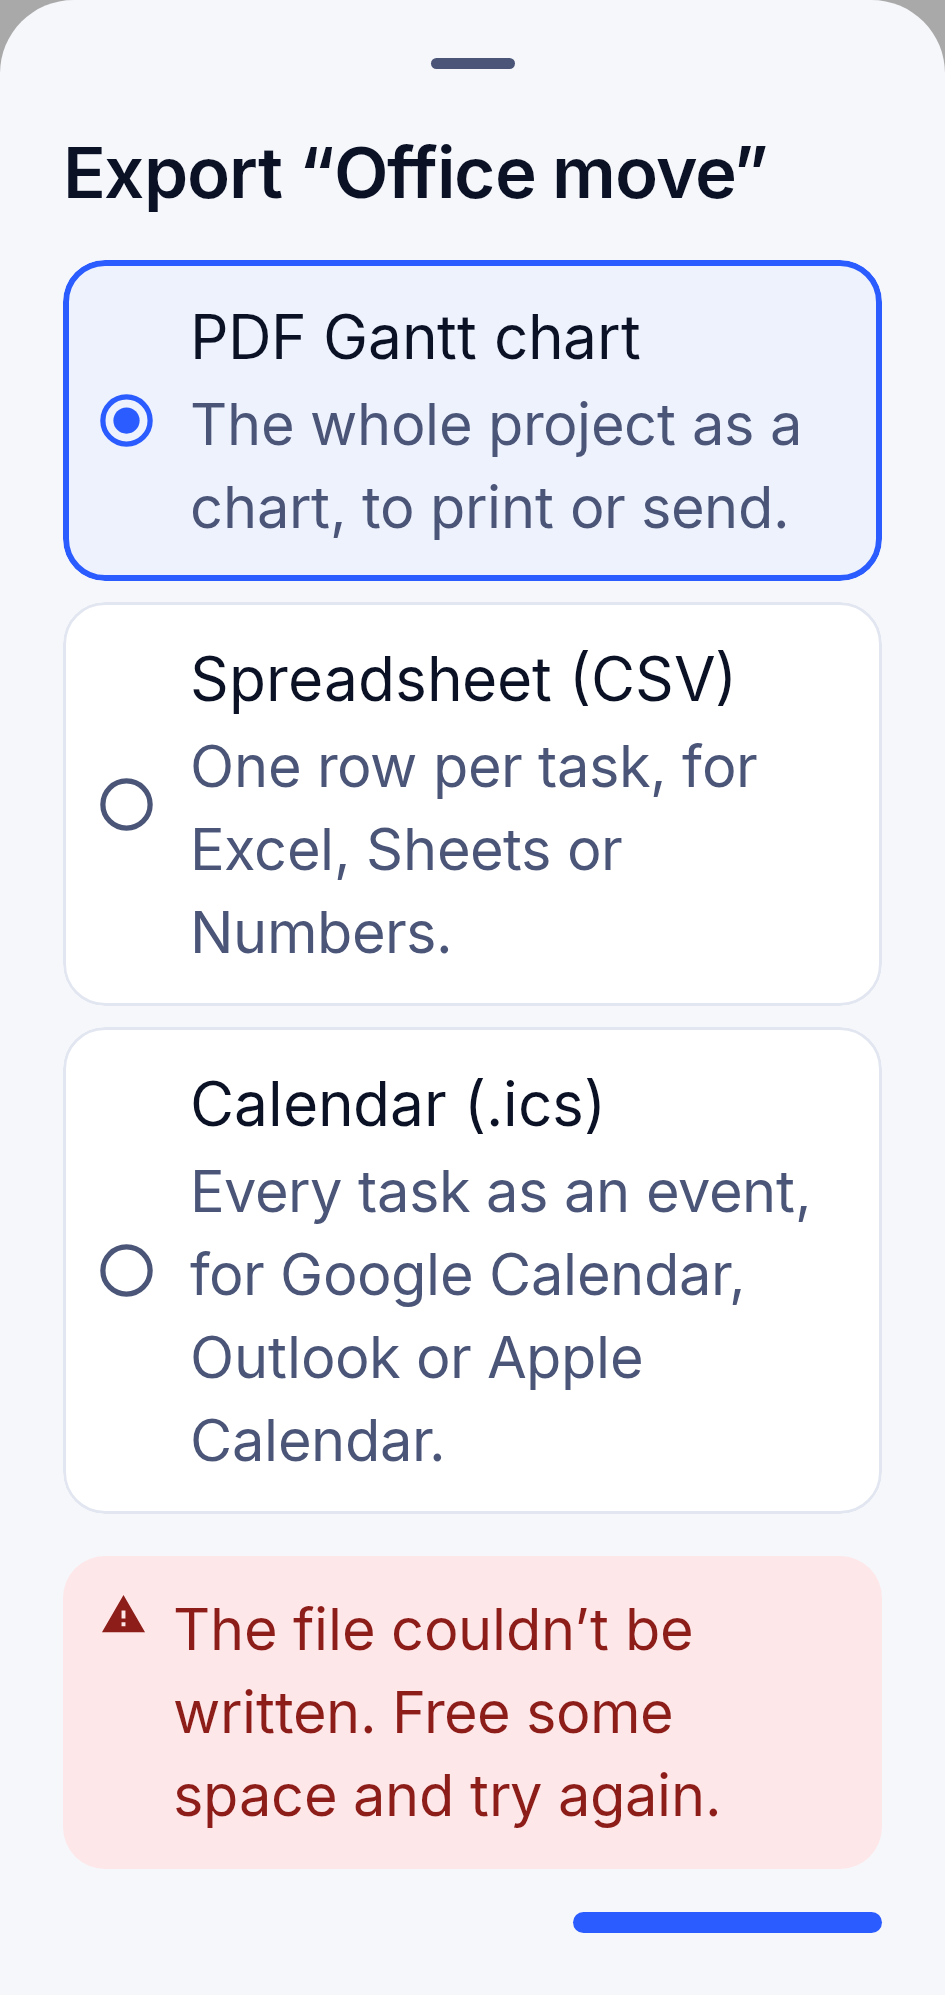 Export “Office move”
PDF Gantt chart
The whole project as a
chart, to print or send.
Spreadsheet (CSV)
One row per task, for
Excel, Sheets or
Numbers.
Calendar (.ics)
Every task as an event,
for Google Calendar,
Outlook or Apple
Calendar.
The file couldn’t be
written. Free some
space and try again.